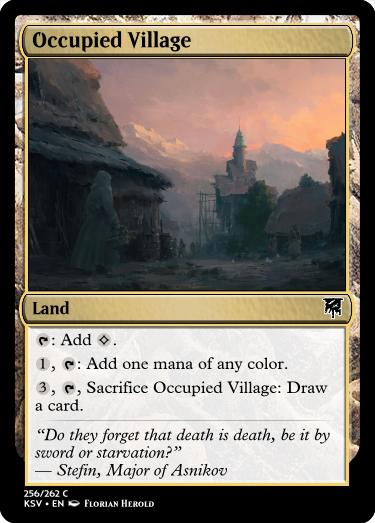 Occupied Village
Land
: Add .
1, : Add one mana of any color.
3, , Sacrifice Occupied Village: Draw
a card.
“Do they forget that death is death, be it by
sword or starvation?”
— Stefin, Major of Asnikov
256/262 C
KSV • EN Florian Herold